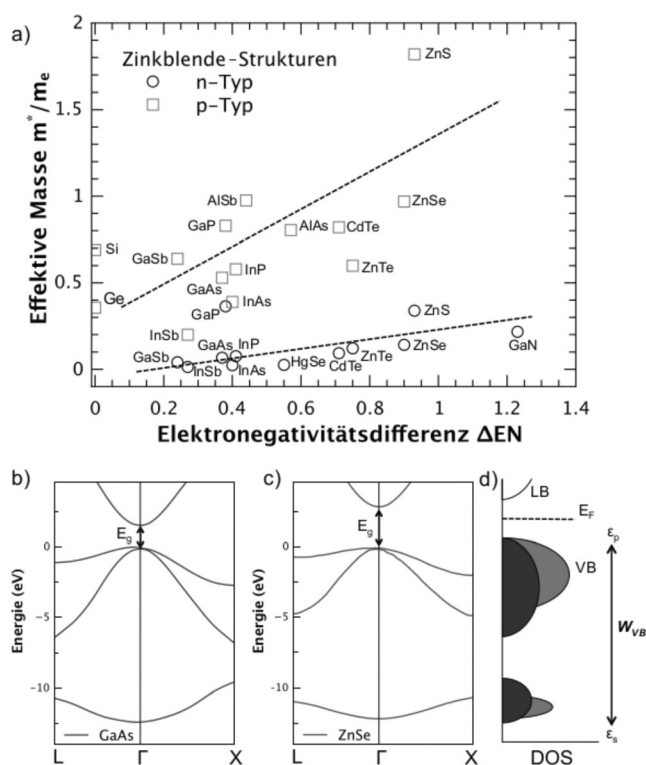 a)
Zinkblende-Strukturen
n-Typ
p-Typ
Effektive Masse m*/mₑ
2
1.5
1
0.5
0
ZnS
AlSb
ZnSe
GaP
AlAs
CdTe
Si
GaSb
InP
ZnTe
GaAs
Ge
InAs
GaP
ZnS
InSb
GaAs
InP
GaSb
InSb
InAs
HgSe
CdTe
ZnTe
ZnSe
GaN
0 0.2 0.4 0.6 0.8 1 1.2 1.4
Elektronegativitätsdifferenz ΔEN
b)
Energie (eV)
0
-5
-10
E_g
GaAs
L Γ X
c)
Energie (eV)
0
-5
-10
E_g
ZnSe
L Γ X
d)
LB
E_F
ε_p
VB
W_VB
ε_s
DOS